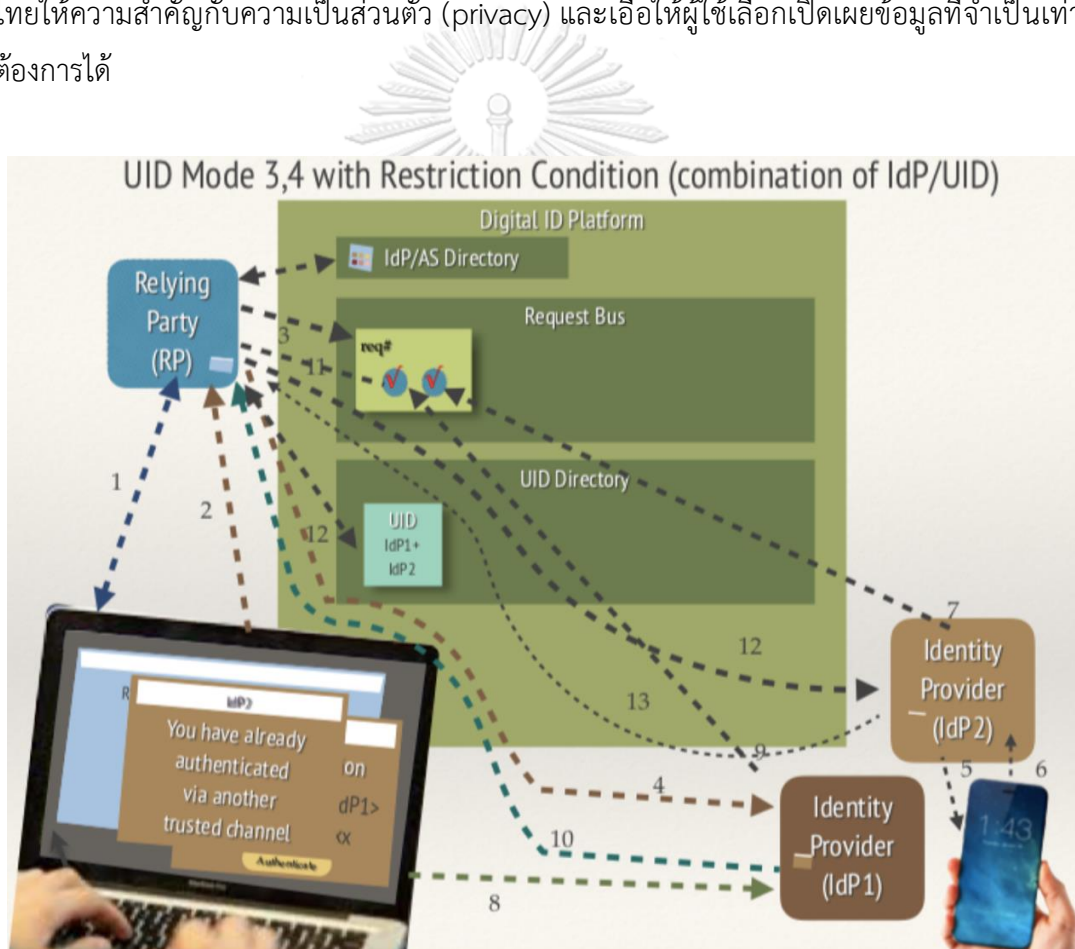 ทยให้ความสำคัญกับความเป็นส่วนตัว (privacy) และเอื้อให้ผู้ใช้เลือกเปิดเผยข้อมูลที่จำเป็นเท่า
ต้องการได้
UID Mode 3,4 with Restriction Condition (combination of IdP/UID)
Digital ID Platform
IdP/AS Directory
Relying
Party
(RP)
Request Bus
req#
3
11
UID Directory
UID
IdP1+
IdP2
1
2
12
7
12
13
Identity
Provider
(IdP2)
9
5
6
4
10
8
Identity
Provider
(IdP1)
1:43
R
IdP2
You have already
authenticated
via another
trusted channel
on
dP1>
<x
Authenticate